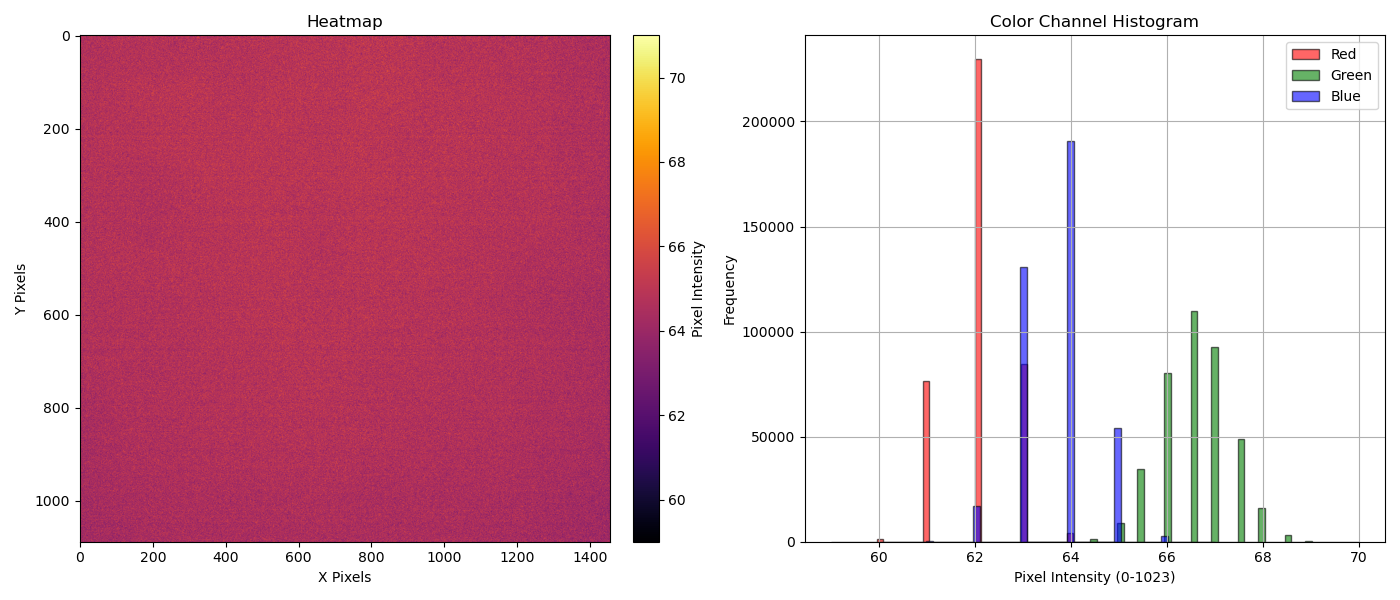 Heatmap
0
200
400
600
800
1000
Y Pixels
0 200 400 600 800 1000 1200 1400
X Pixels
70
68
66
64
62
60
Pixel Intensity
Color Channel Histogram
200000
150000
100000
50000
0
Frequency
60 62 64 66 68 70
Pixel Intensity (0-1023)
Red
Green
Blue